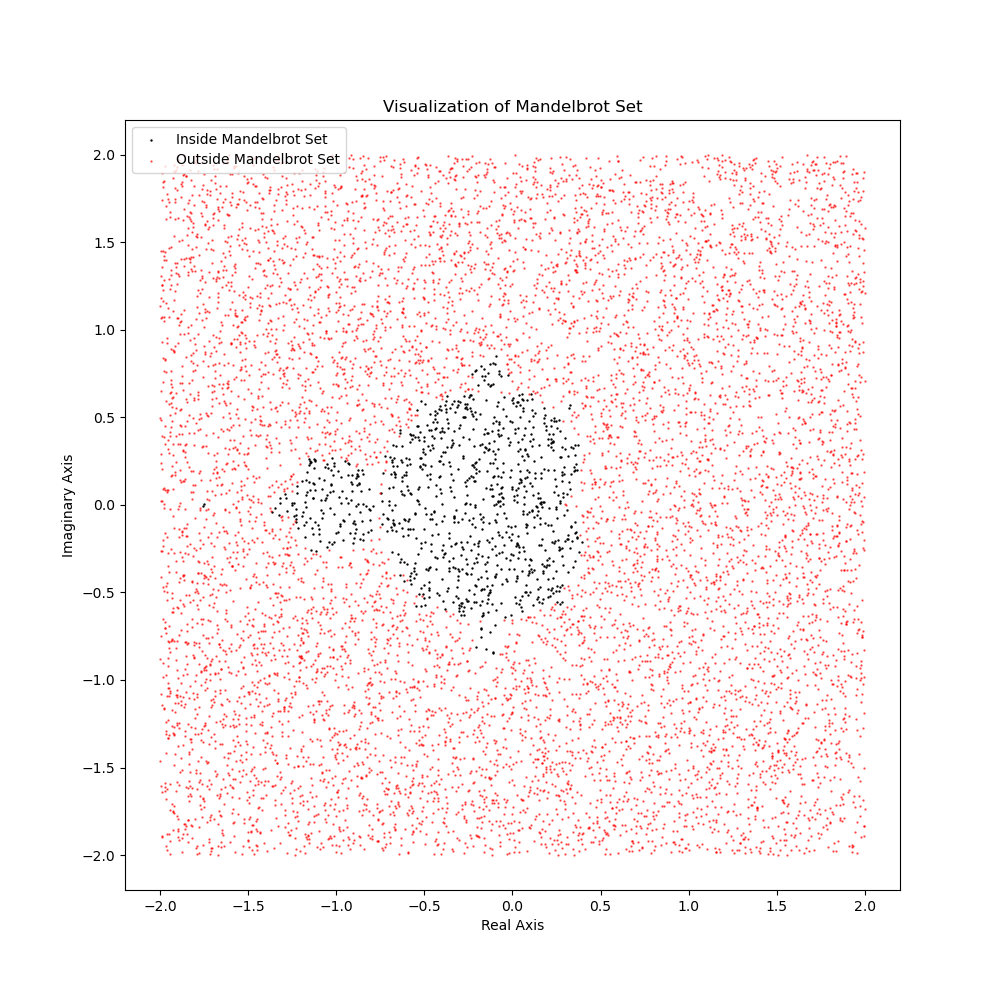 Visualization of Mandelbrot Set
Inside Mandelbrot Set
Outside Mandelbrot Set
2.0
1.5
1.0
0.5
0.0
−0.5
−1.0
−1.5
−2.0
Imaginary Axis
−2.0 −1.5 −1.0 −0.5 0.0 0.5 1.0 1.5 2.0
Real Axis